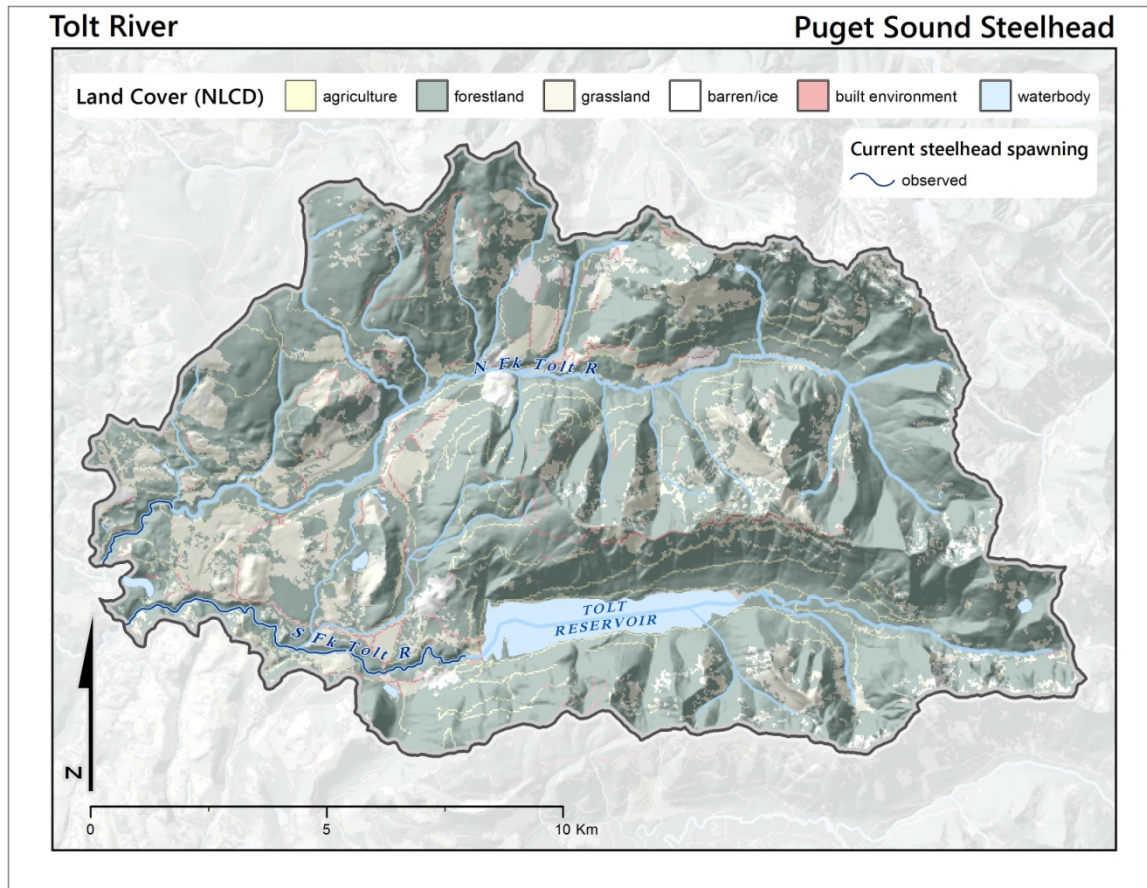 Tolt River
Puget Sound Steelhead
Land Cover (NLCD)
agriculture
forestland
grassland
barren/ice
built environment
waterbody
Current steelhead spawning
observed
N Fk Tolt R
TOLT
RESERVOIR
S Fk Tolt R
N
0
5
10 Km